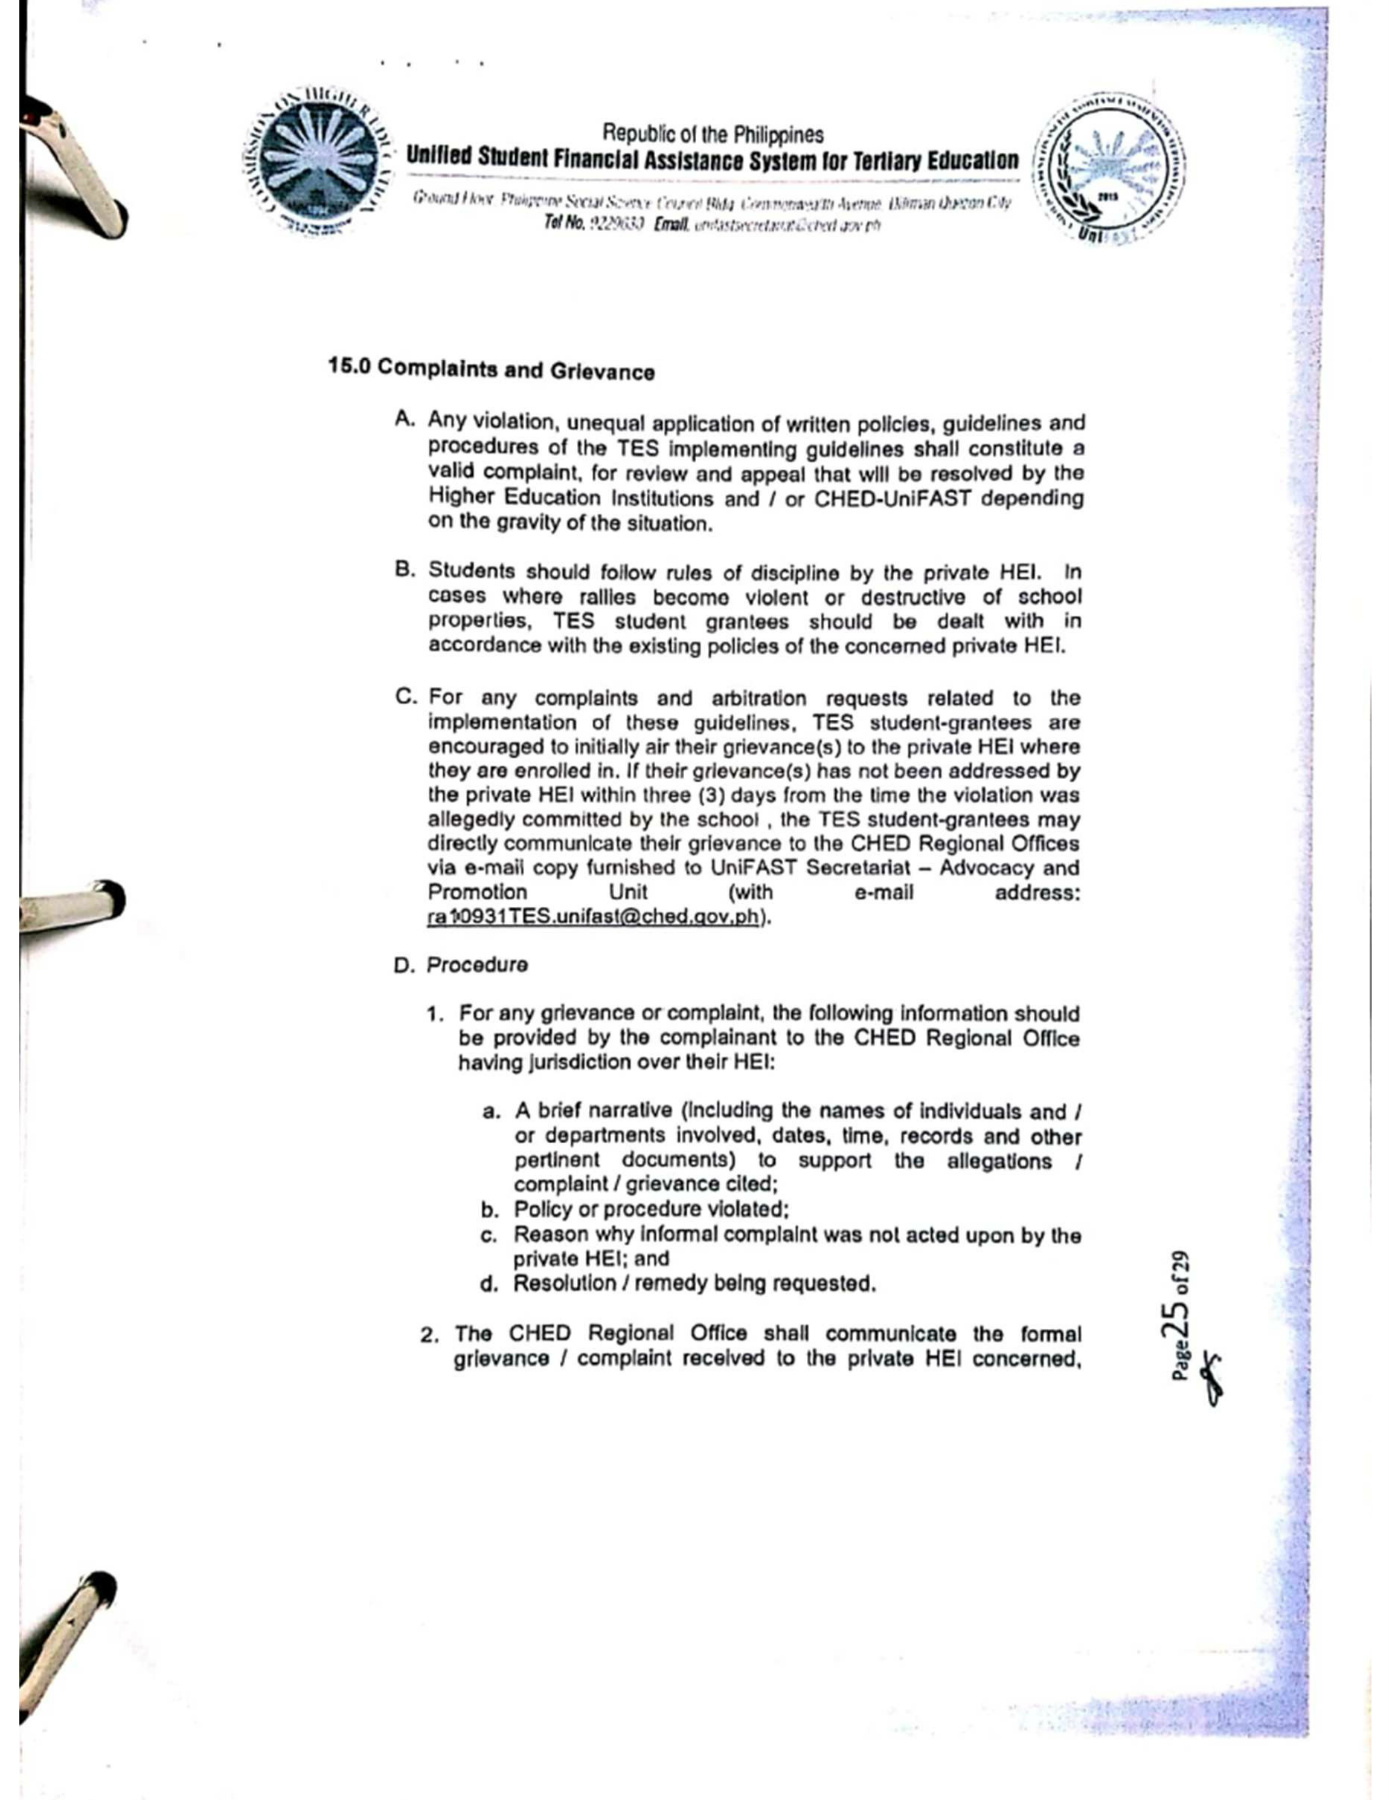 COMMISSION ON HIGHER EDUCATION
1994
Republic of the Philippines
Unified Student Financial Assistance System for Tertiary Education
Ground Floor Philippine Social Science Council Bldg Commonwealth Avenue Diliman Quezon City
Tel No. Email. unifastsecretariat@ched.gov.ph
2015
UniFAST
15.0 Complaints and Grievance
A. Any violation, unequal application of written policies, guidelines and
procedures of the TES implementing guidelines shall constitute a
valid complaint, for review and appeal that will be resolved by the
Higher Education Institutions and / or CHED-UniFAST depending
on the gravity of the situation.
B. Students should follow rules of discipline by the private HEI. In
cases where rallies become violent or destructive of school
properties, TES student grantees should be dealt with in
accordance with the existing policies of the concerned private HEI.
C. For any complaints and arbitration requests related to the
implementation of these guidelines, TES student-grantees are
encouraged to initially air their grievance(s) to the private HEI where
they are enrolled in. If their grievance(s) has not been addressed by
the private HEI within three (3) days from the time the violation was
allegedly committed by the school , the TES student-grantees may
directly communicate their grievance to the CHED Regional Offices
via e-mail copy furnished to UniFAST Secretariat – Advocacy and
Promotion Unit (with e-mail address:
ra10931TES.unifast@ched.gov.ph).
D. Procedure
1. For any grievance or complaint, the following information should
be provided by the complainant to the CHED Regional Office
having jurisdiction over their HEI:
a. A brief narrative (including the names of individuals and /
or departments involved, dates, time, records and other
pertinent documents) to support the allegations /
complaint / grievance cited;
b. Policy or procedure violated;
c. Reason why informal complaint was not acted upon by the
private HEI; and
d. Resolution / remedy being requested.
2. The CHED Regional Office shall communicate the formal
grievance / complaint received to the private HEI concerned,
Page 25 of 29